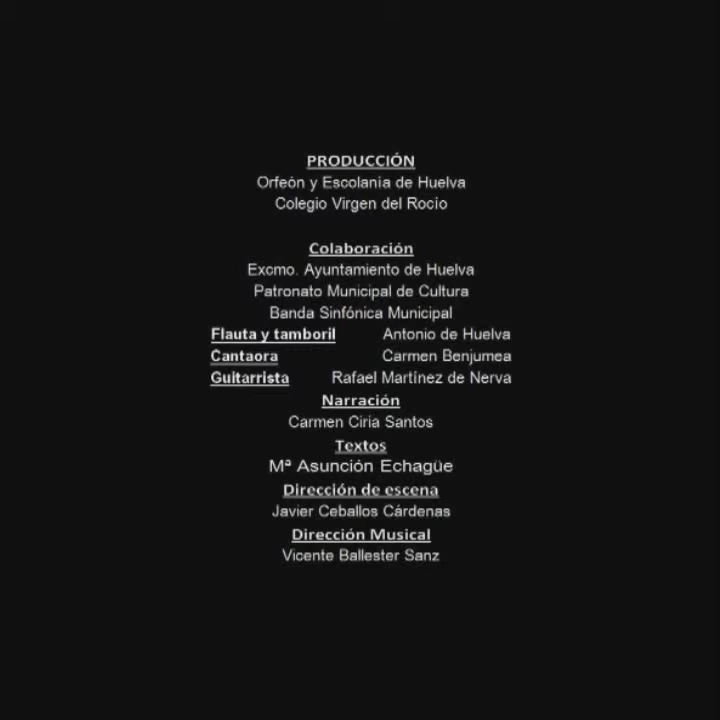 PRODUCCIÓN
Orfeón y Escolanía de Huelva
Colegio Virgen del Rocío
Colaboración
Excmo. Ayuntamiento de Huelva
Patronato Municipal de Cultura
Banda Sinfónica Municipal
Flauta y tamboril Antonio de Huelva
Cantaora Carmen Benjumea
Guitarrista Rafael Martínez de Nerva
Narración
Carmen Ciria Santos
Textos
Mª Asunción Echagüe
Dirección de escena
Javier Ceballos Cárdenas
Dirección Musical
Vicente Ballester Sanz